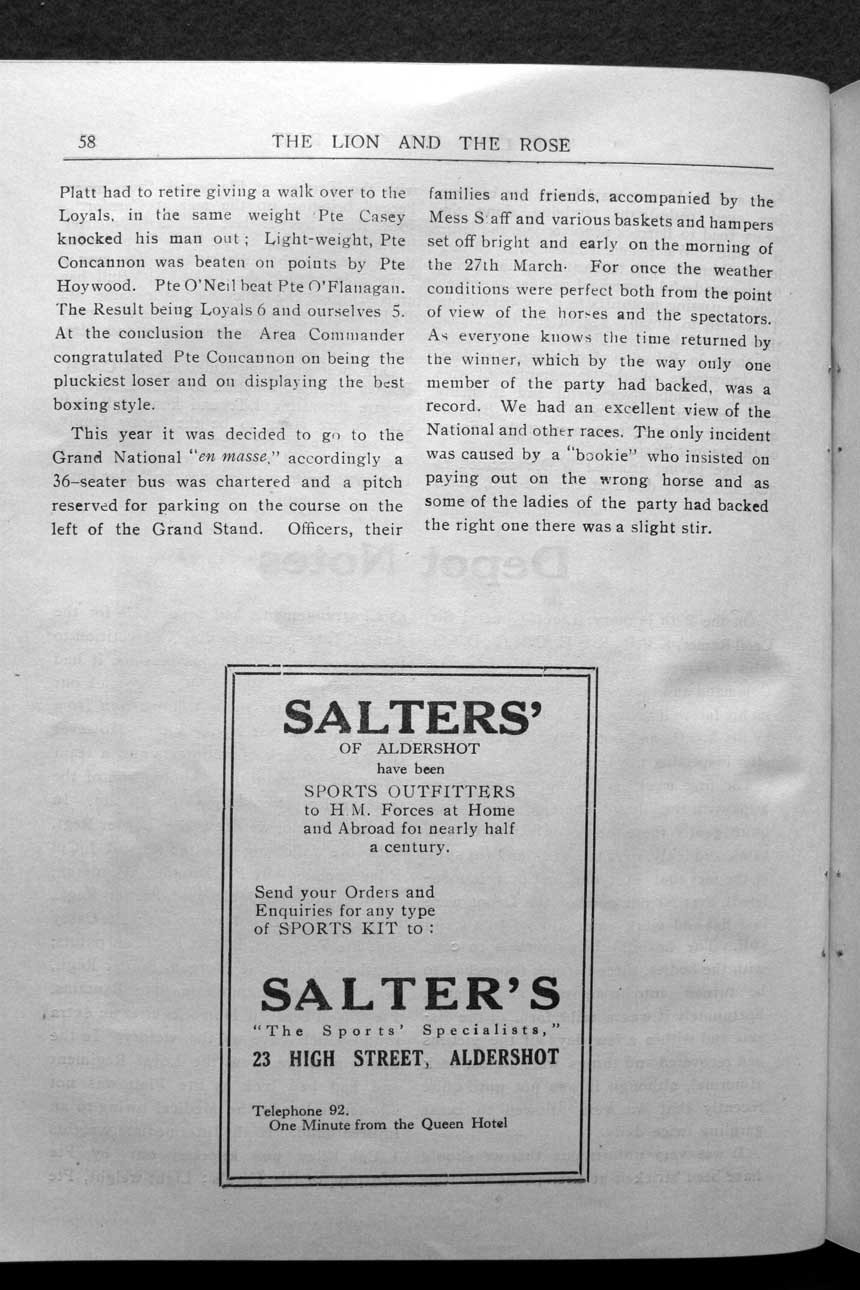 58 THE LION AND THE ROSE
Platt had to retire giving a walk over to the
Loyals, in the same weight Pte Casey
knocked his man out ; Light-weight, Pte
Concannon was beaten on points by Pte
Hoywood. Pte O'Neil beat Pte O'Flanagan.
The Result being Loyals 6 and ourselves 5.
At the conclusion the Area Commander
congratulated Pte Concannon on being the
pluckiest loser and on displaying the best
boxing style.
This year it was decided to go to the
Grand National "en masse," accordingly a
36-seater bus was chartered and a pitch
reserved for parking on the course on the
left of the Grand Stand. Officers, their
families and friends, accompanied by the
Mess S aff and various baskets and hampers
set off bright and early on the morning of
the 27th March. For once the weather
conditions were perfect both from the point
of view of the horses and the spectators.
As everyone knows the time returned by
the winner, which by the way only one
member of the party had backed, was a
record. We had an excellent view of the
National and other races. The only incident
was caused by a "bookie" who insisted on
paying out on the wrong horse and as
some of the ladies of the party had backed
the right one there was a slight stir.
SALTERS'
OF ALDERSHOT
have been
SPORTS OUTFITTERS
to H.M. Forces at Home
and Abroad for nearly half
a century.
Send your Orders and
Enquiries for any type
of SPORTS KIT to :
SALTER'S
"The Sports' Specialists,"
23 HIGH STREET, ALDERSHOT
Telephone 92.
One Minute from the Queen Hotel